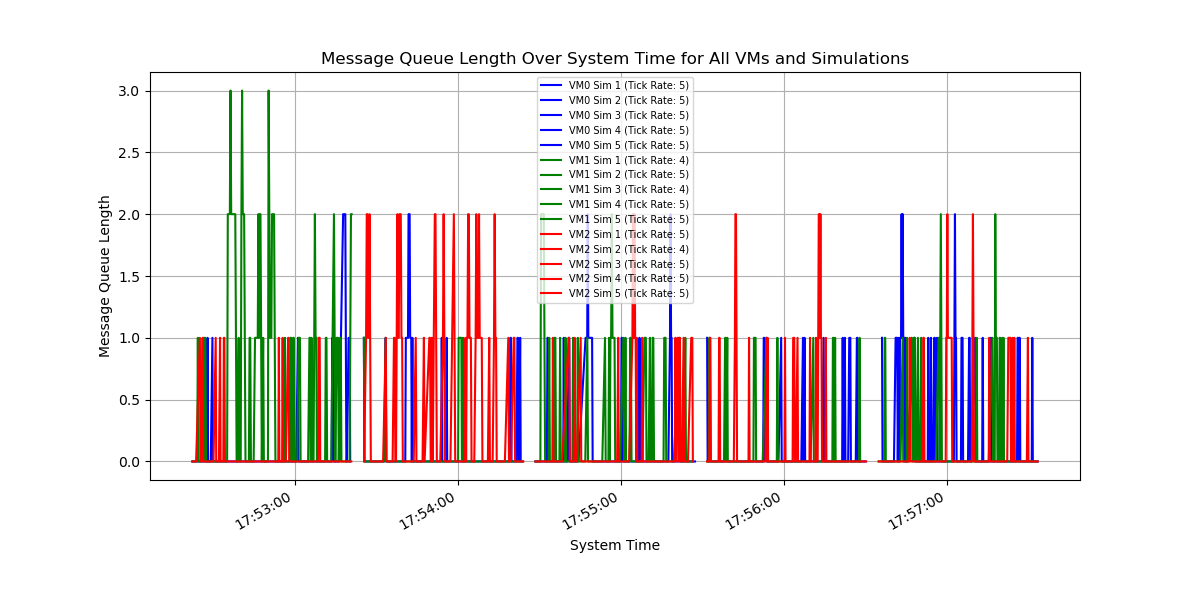 Message Queue Length Over System Time for All VMs and Simulations
3.0
2.5
2.0
1.5
1.0
0.5
0.0
Message Queue Length
VM0 Sim 1 (Tick Rate: 5)
VM0 Sim 2 (Tick Rate: 5)
VM0 Sim 3 (Tick Rate: 5)
VM0 Sim 4 (Tick Rate: 5)
VM0 Sim 5 (Tick Rate: 5)
VM1 Sim 1 (Tick Rate: 4)
VM1 Sim 2 (Tick Rate: 5)
VM1 Sim 3 (Tick Rate: 4)
VM1 Sim 4 (Tick Rate: 5)
VM1 Sim 5 (Tick Rate: 5)
VM2 Sim 1 (Tick Rate: 5)
VM2 Sim 2 (Tick Rate: 4)
VM2 Sim 3 (Tick Rate: 5)
VM2 Sim 4 (Tick Rate: 5)
VM2 Sim 5 (Tick Rate: 5)
17:53:00
17:54:00
17:55:00
17:56:00
17:57:00
System Time